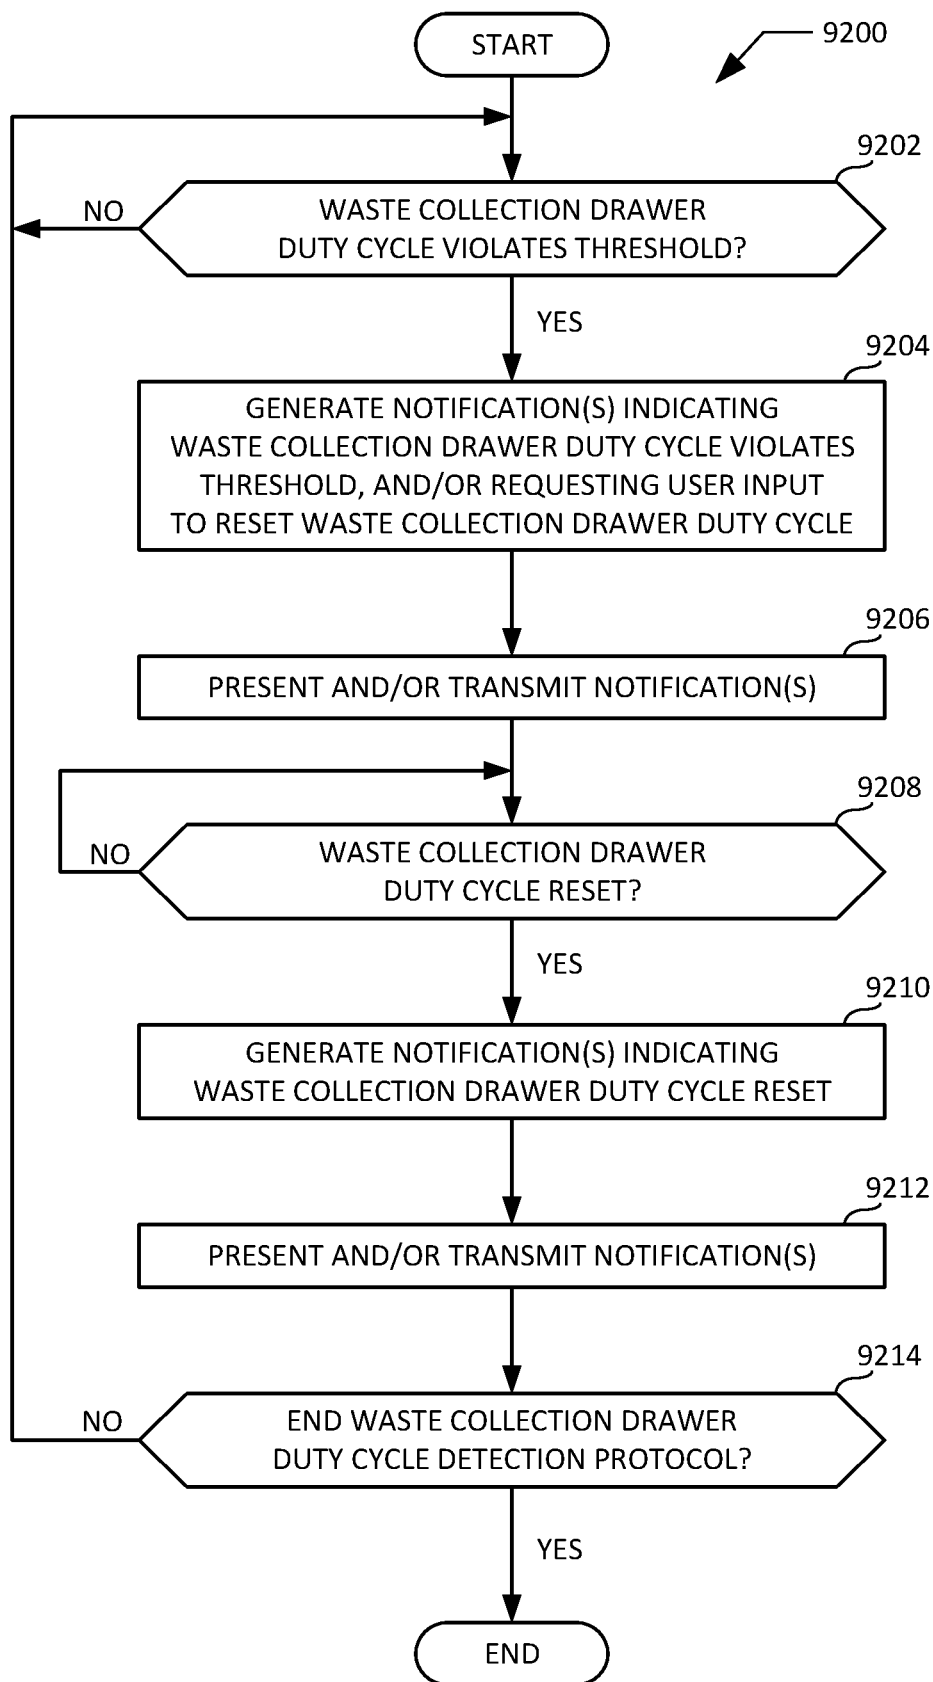 START
9200
9202
WASTE COLLECTION DRAWER
DUTY CYCLE VIOLATES THRESHOLD?
NO
YES
9204
GENERATE NOTIFICATION(S) INDICATING
WASTE COLLECTION DRAWER DUTY CYCLE VIOLATES
THRESHOLD, AND/OR REQUESTING USER INPUT
TO RESET WASTE COLLECTION DRAWER DUTY CYCLE
9206
PRESENT AND/OR TRANSMIT NOTIFICATION(S)
9208
WASTE COLLECTION DRAWER
DUTY CYCLE RESET?
NO
YES
9210
GENERATE NOTIFICATION(S) INDICATING
WASTE COLLECTION DRAWER DUTY CYCLE RESET
9212
PRESENT AND/OR TRANSMIT NOTIFICATION(S)
9214
END WASTE COLLECTION DRAWER
DUTY CYCLE DETECTION PROTOCOL?
NO
YES
END